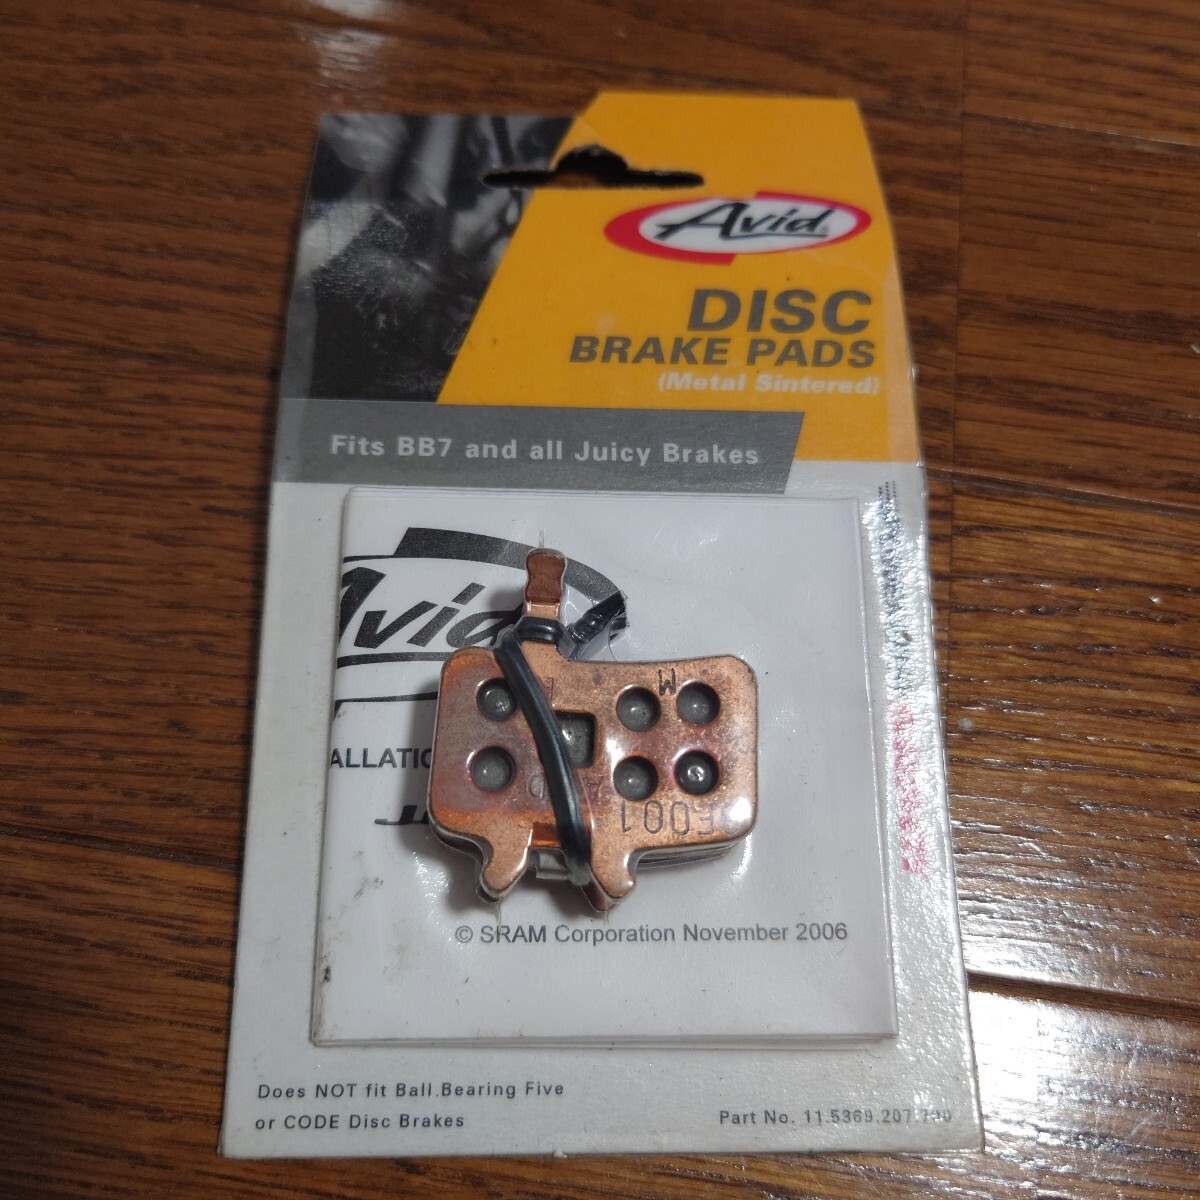 Avid
DISC
BRAKE PADS
(Metal Sintered)
Fits BB7 and all Juicy Brakes
Avid
M
© SRAM Corporation November 2006
Does NOT fit Ball Bearing Five
or CODE Disc Brakes
Part No. 11.5369.207.